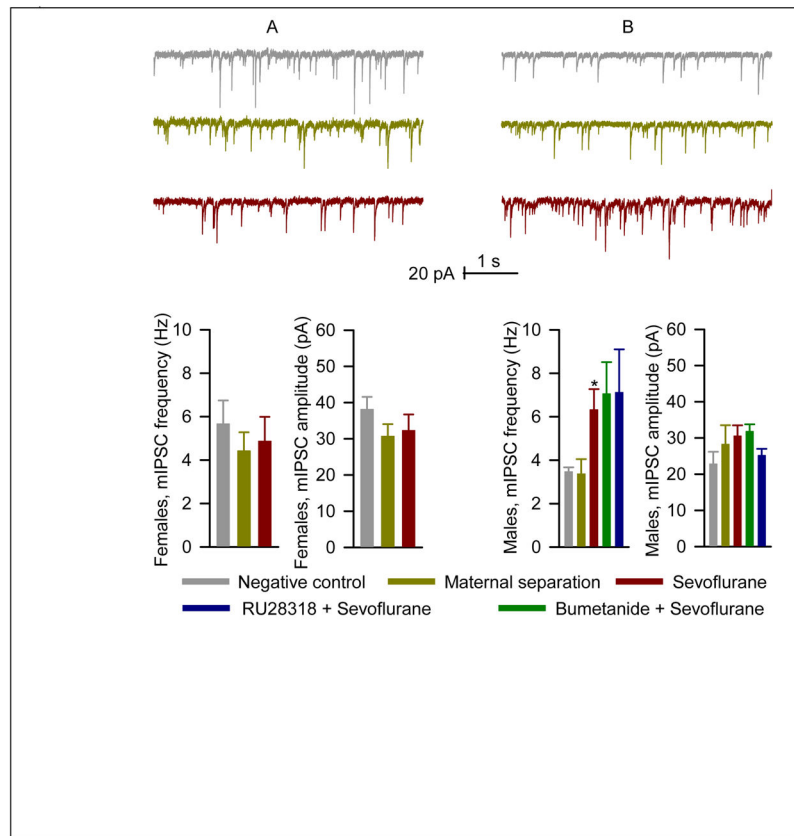 A
B
20 pA
1 s
Females, mIPSC frequency (Hz)
10
8
6
4
2
0
Females, mIPSC amplitude (pA)
60
50
40
30
20
10
0
Males, mIPSC frequency (Hz)
10
8
6
4
2
0
*
Males, mIPSC amplitude (pA)
60
50
40
30
20
10
0
Negative control
Maternal separation
Sevoflurane
RU28318 + Sevoflurane
Bumetanide + Sevoflurane